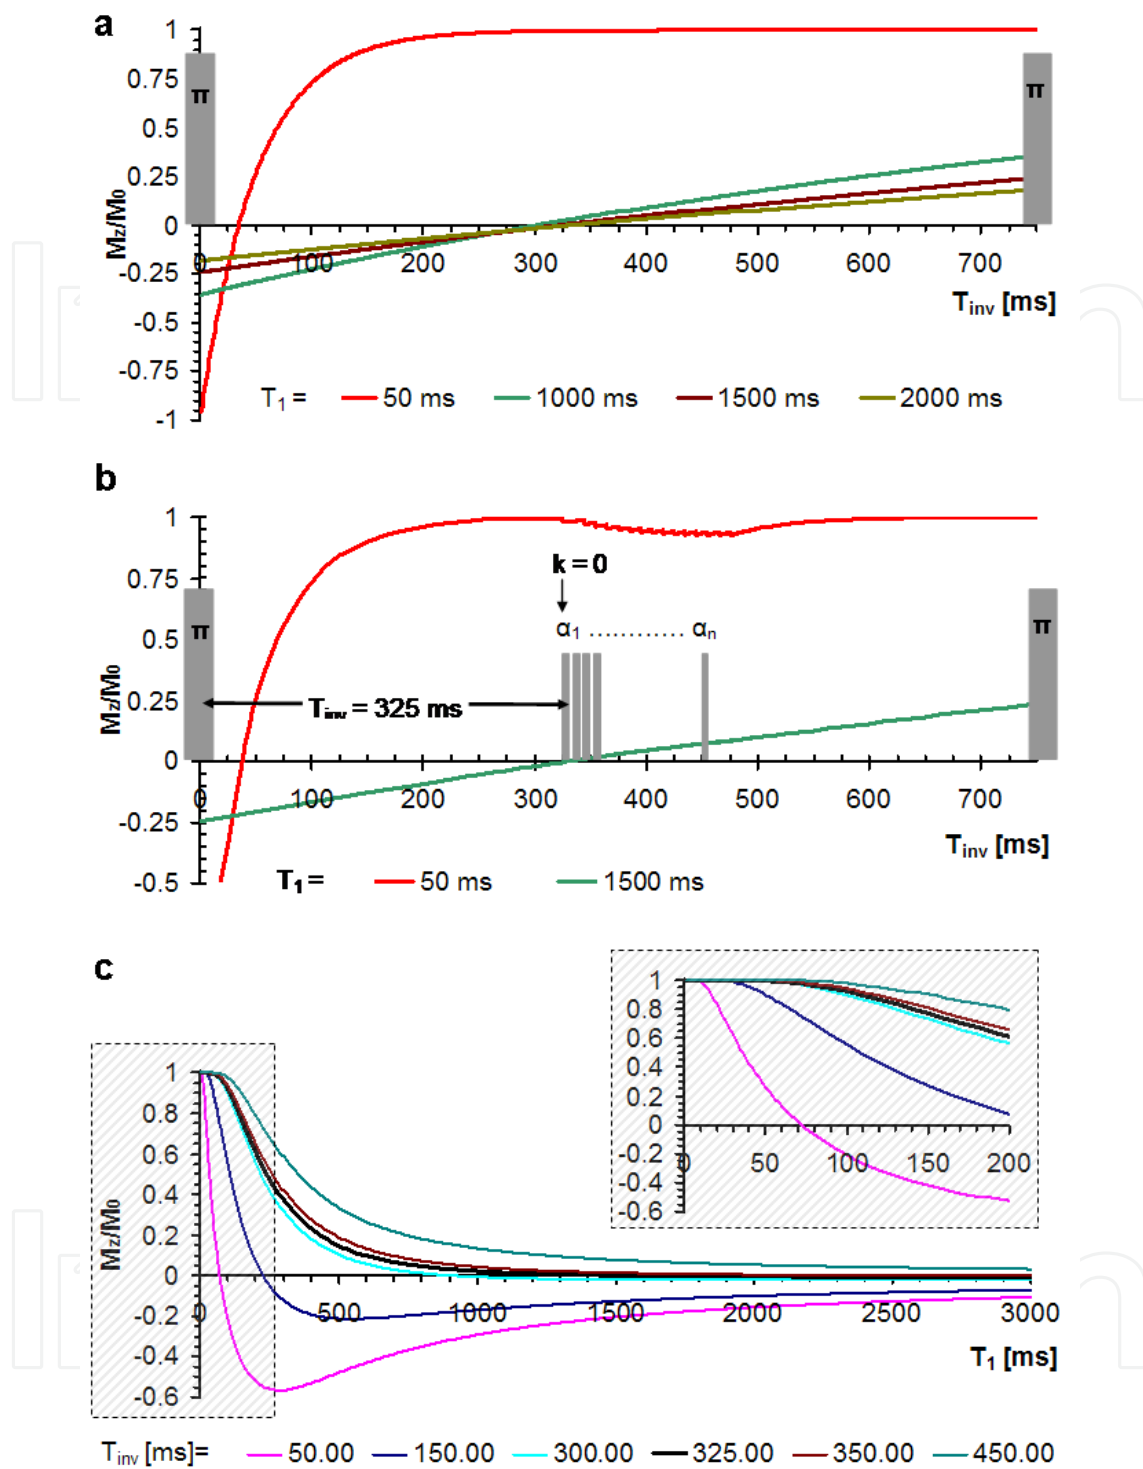 a
1
0.75
0.5
0.25
0
-0.25
-0.5
-0.75
-1
Mz/M0
π
π
0 100 200 300 400 500 600 700
Tinv [ms]
T1 = 50 ms 1000 ms 1500 ms 2000 ms
b
1
0.75
0.5
0.25
0
-0.25
-0.5
Mz/M0
π
π
k = 0
α1 ............ αn
Tinv = 325 ms
0 100 200 300 400 500 600 700
Tinv [ms]
T1 = 50 ms 1500 ms
c
1
0.8
0.6
0.4
0.2
0
-0.2
-0.4
-0.6
0 50 100 150 200
1
0.8
0.6
0.4
0.2
0
-0.2
-0.4
-0.6
Mz/M0
0 500 1000 1500 2000 2500 3000
T1 [ms]
Tinv [ms]= 50.00 150.00 300.00 325.00 350.00 450.00